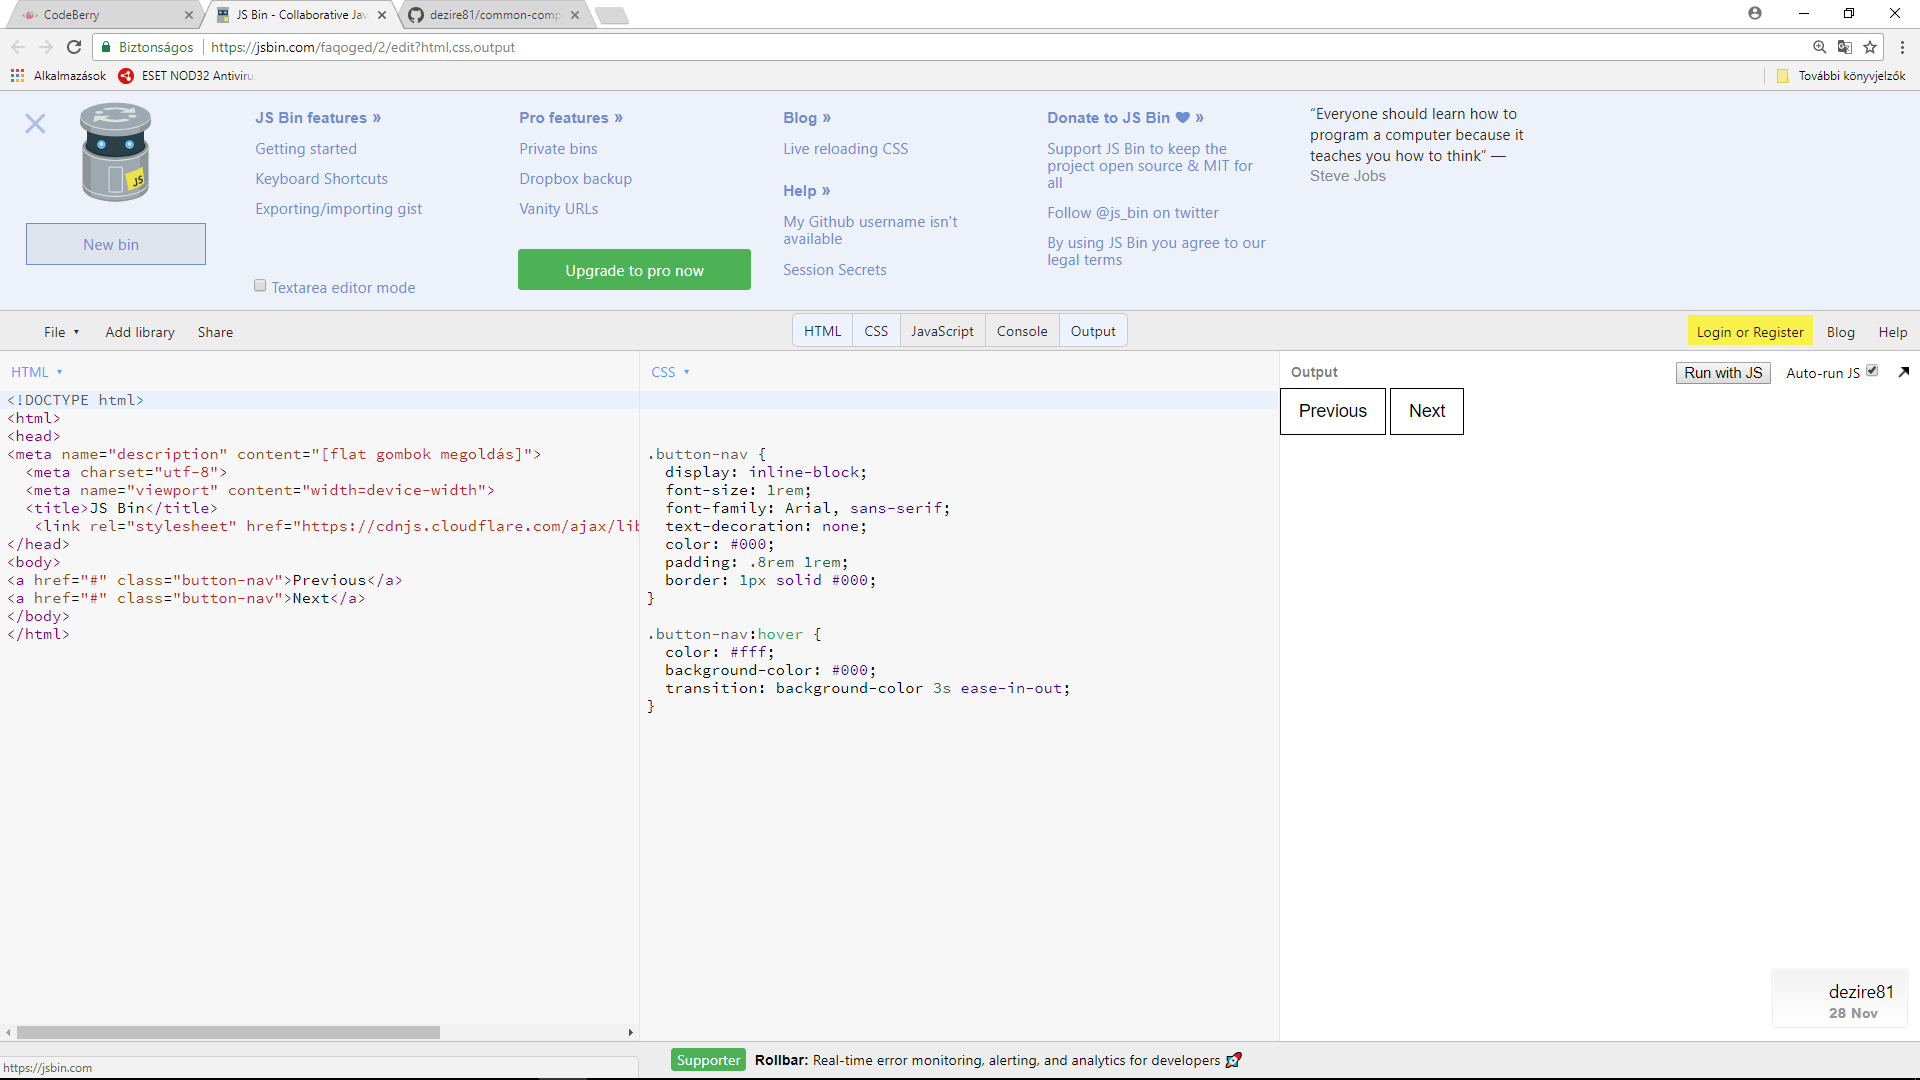 CodeBerry
JS Bin - Collaborative Jav
dezire81/common-comp
Biztonságos
https://jsbin.com/faqoged/2/edit?html,css,output
Alkalmazások
ESET NOD32 Antiviru
További könyvjelzők
JS
New bin
JS Bin features »
Getting started
Keyboard Shortcuts
Exporting/importing gist
Textarea editor mode
Pro features »
Private bins
Dropbox backup
Vanity URLs
Upgrade to pro now
Blog »
Live reloading CSS
Help »
My Github username isn't
available
Session Secrets
Donate to JS Bin ♥ »
Support JS Bin to keep the
project open source & MIT for
all
Follow @js_bin on twitter
By using JS Bin you agree to our
legal terms
“Everyone should learn how to
program a computer because it
teaches you how to think” —
Steve Jobs
File ▾
Add library
Share
HTML
CSS
JavaScript
Console
Output
Login or Register
Blog
Help
HTML ▾
<!DOCTYPE html>
<html>
<head>
<meta name="description" content="[flat gombok megoldás]">
  <meta charset="utf-8">
  <meta name="viewport" content="width=device-width">
  <title>JS Bin</title>
   <link rel="stylesheet" href="https://cdnjs.cloudflare.com/ajax/lib
</head>
<body>
<a href="#" class="button-nav">Previous</a>
<a href="#" class="button-nav">Next</a>
</body>
</html>
CSS ▾
.button-nav {
  display: inline-block;
  font-size: 1rem;
  font-family: Arial, sans-serif;
  text-decoration: none;
  color: #000;
  padding: .8rem 1rem;
  border: 1px solid #000;
}
.button-nav:hover {
  color: #fff;
  background-color: #000;
  transition: background-color 3s ease-in-out;
}
Output
Run with JS
Auto-run JS
Previous
Next
dezire81
28 Nov
https://jsbin.com
Supporter
Rollbar: Real-time error monitoring, alerting, and analytics for developers 🚀